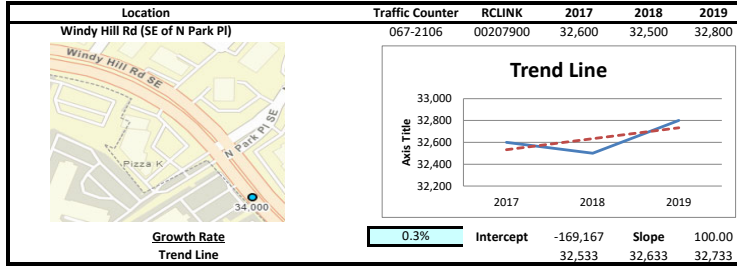 Location Traffic Counter RCLINK 2017 2018 2019
Windy Hill Rd (SE of N Park Pl) 067-2106 00207900 32,600 32,500 32,800
Windy Hill Rd SE
N Park Pl SE
Pizza K
34,000
Trend Line
Axis Title
33,000
32,800
32,600
32,400
32,200
2017 2018 2019
Growth Rate 0.3% Intercept -169,167 Slope 100.00
Trend Line 32,533 32,633 32,733